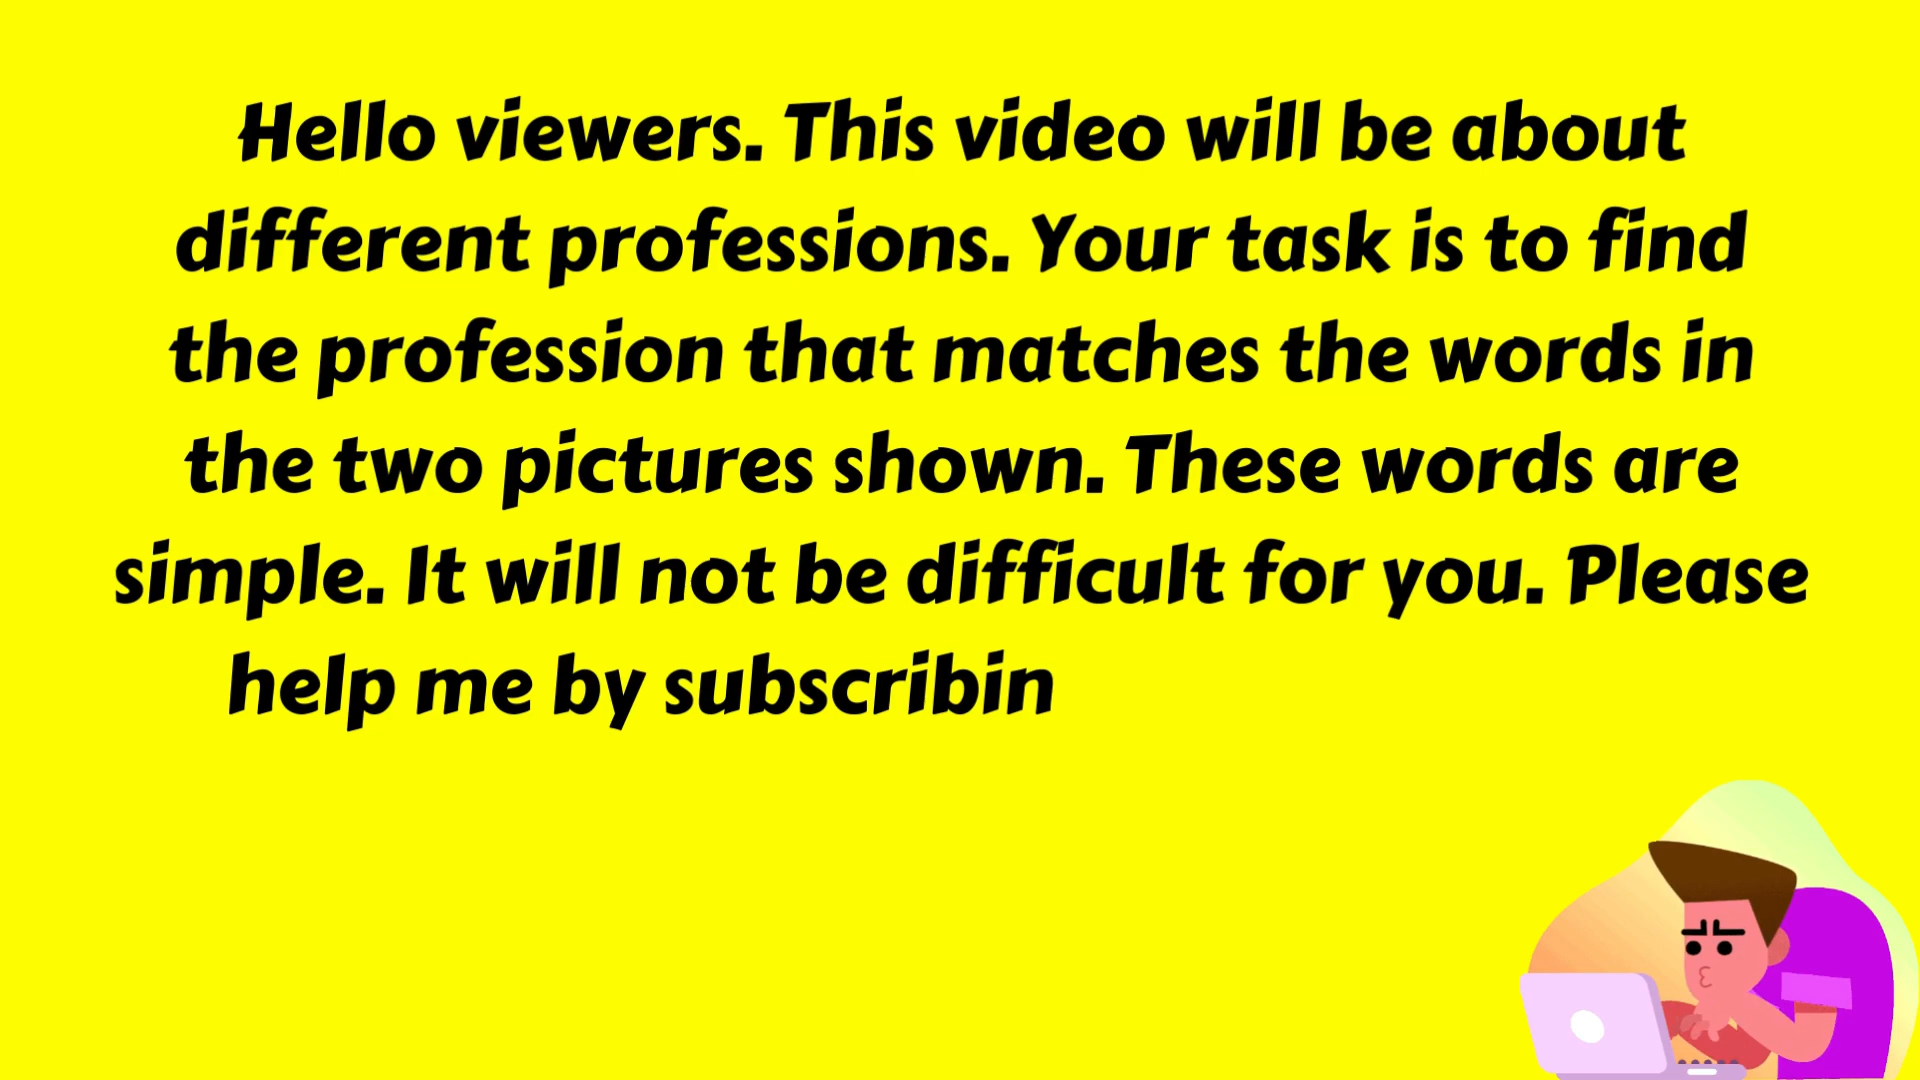 Hello viewers. This video will be about
different professions. Your task is to find
the profession that matches the words in
the two pictures shown. These words are
simple. It will not be difficult for you. Please
help me by subscribin